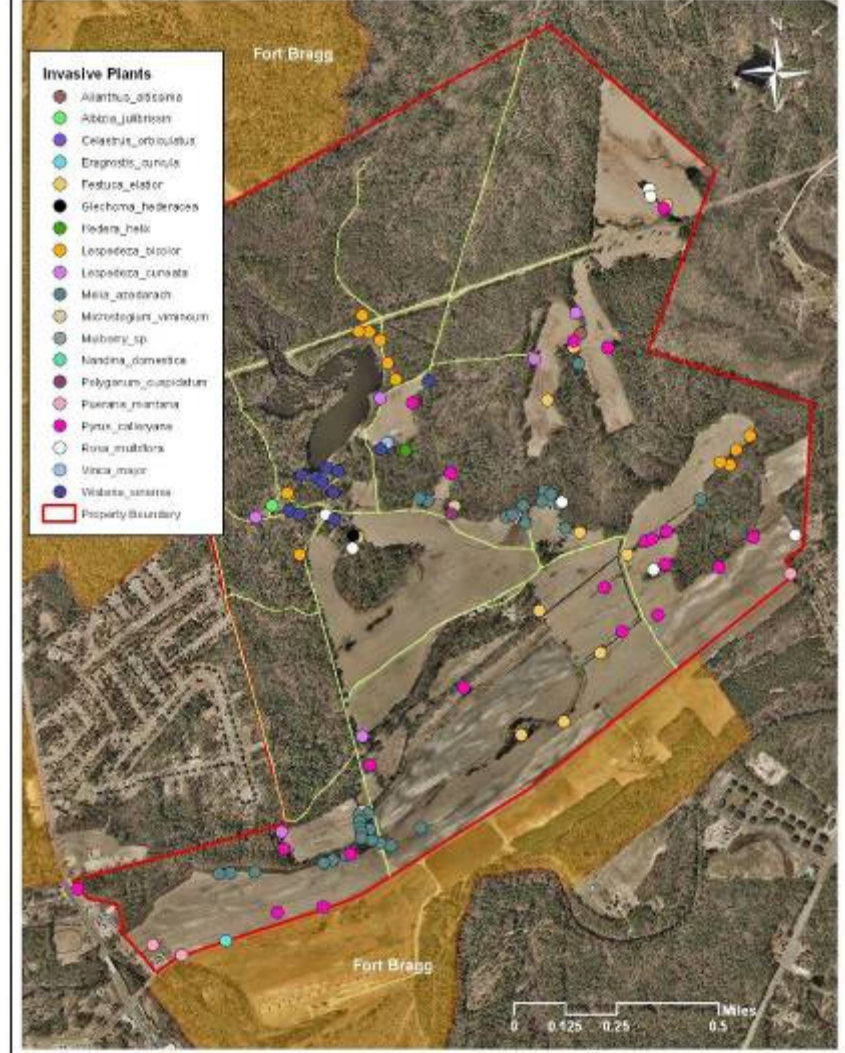 Fort Bragg
N
Invasive Plants
Ailanthus_altissima
Albizia_julibrissin
Celastrus_orbiculatus
Eragrostis_curvula
Festuca_elatior
Glechoma_hederacea
Hedera_helix
Lespedeza_bicolor
Lespedeza_cuneata
Melia_azedarach
Microstegium_vimineum
Mulberry_sp.
Nandina_domestica
Polygonum_cuspidatum
Pueraria_montana
Pyrus_calleryana
Rosa_multiflora
Vinca_major
Wisteria_sinensis
Property Boundary
Fort Bragg
Miles
0 0.125 0.25 0.5